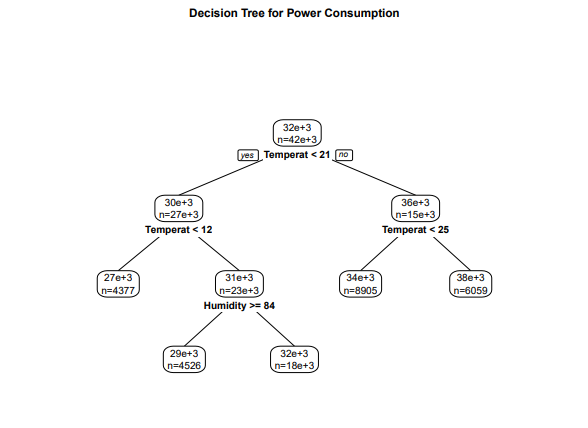 Decision Tree for Power Consumption
32e+3
n=42e+3
yes Temperat < 21 no
30e+3
n=27e+3
Temperat < 12
36e+3
n=15e+3
Temperat < 25
27e+3
n=4377
31e+3
n=23e+3
Humidity >= 84
34e+3
n=8905
38e+3
n=6059
29e+3
n=4526
32e+3
n=18e+3